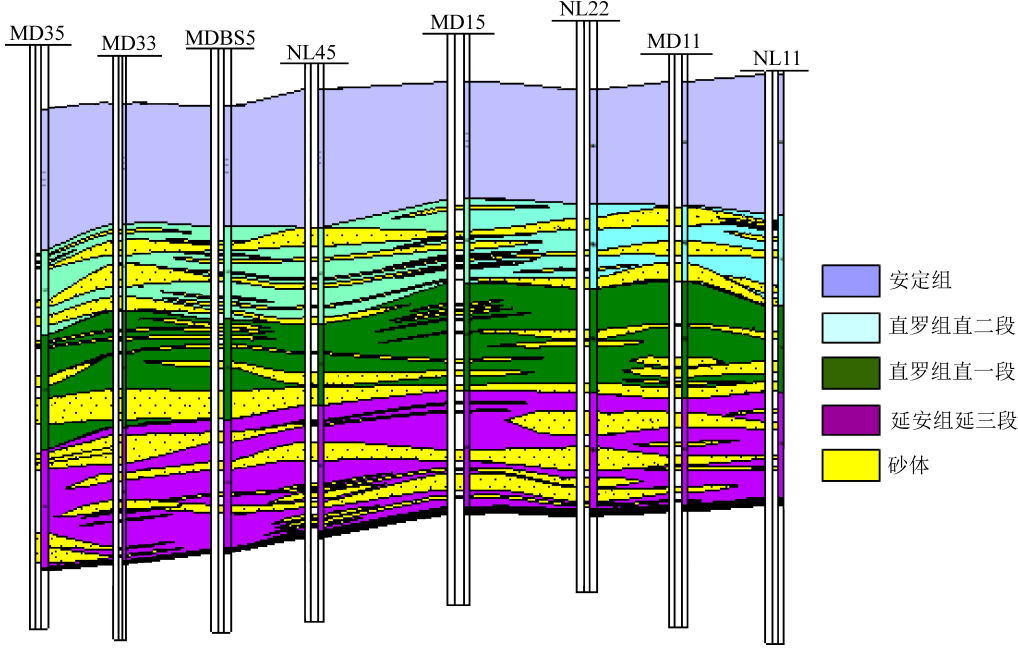 MD35
MD33
MDBS5
NL45
MD15
NL22
MD11
NL11
安定组
直罗组直二段
直罗组直一段
延安组延三段
砂体